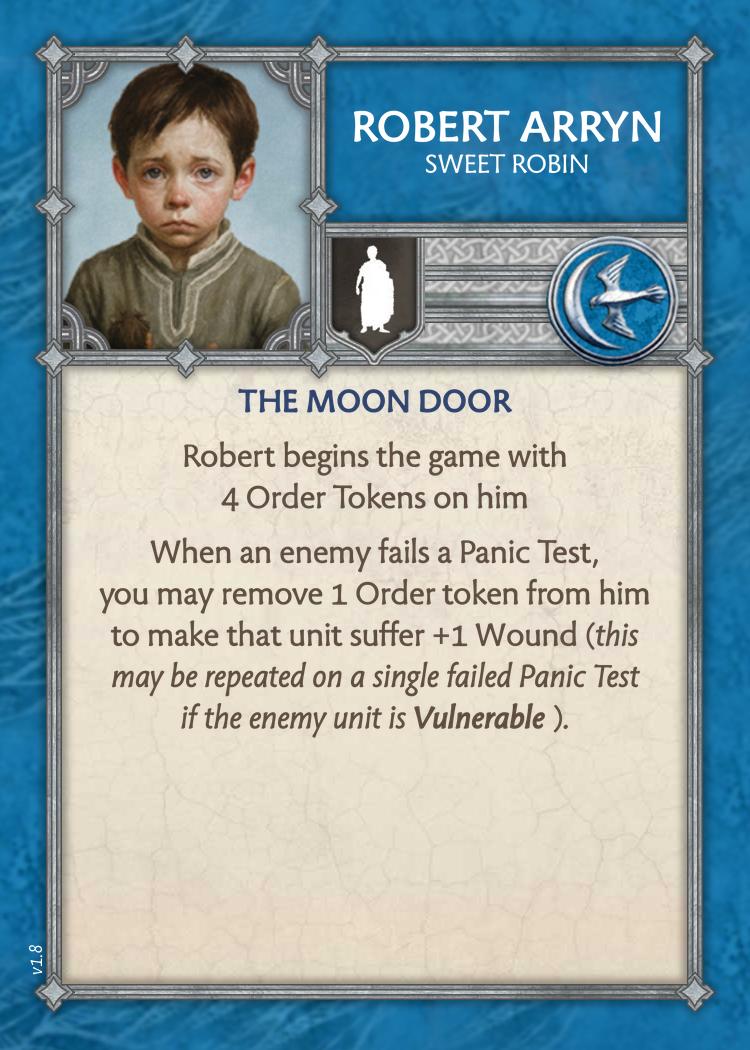 ROBERT ARRYN
SWEET ROBIN
THE MOON DOOR
Robert begins the game with
4 Order Tokens on him
When an enemy fails a Panic Test,
you may remove 1 Order token from him
to make that unit suffer +1 Wound (this
may be repeated on a single failed Panic Test
if the enemy unit is Vulnerable ).
v1.8